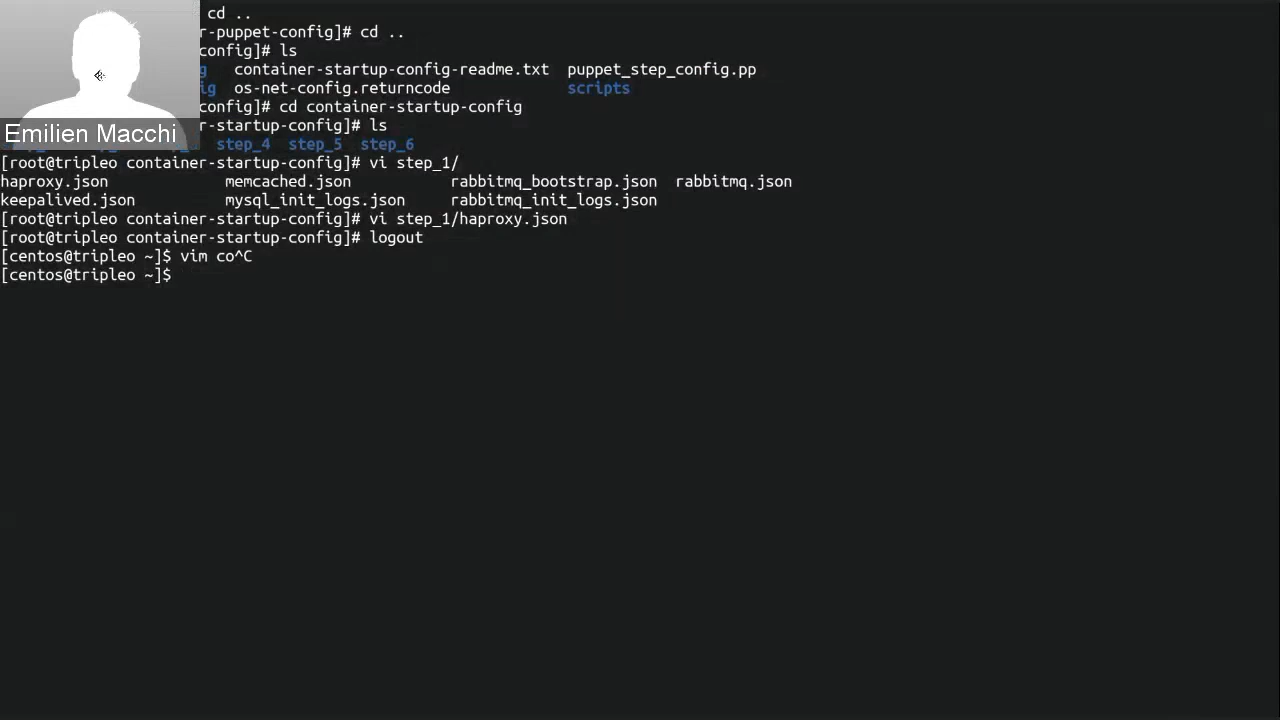 cd ..
r-puppet-config]# cd ..
config]# ls
g container-startup-config-readme.txt puppet_step_config.pp
ig os-net-config.returncode scripts
config]# cd container-startup-config
r-startup-config]# ls
step_4 step_5 step_6
Emilien Macchi
[root@tripleo container-startup-config]# vi step_1/
haproxy.json memcached.json rabbitmq_bootstrap.json rabbitmq.json
keepalived.json mysql_init_logs.json rabbitmq_init_logs.json
[root@tripleo container-startup-config]# vi step_1/haproxy.json
[root@tripleo container-startup-config]# logout
[centos@tripleo ~]$ vim co^C
[centos@tripleo ~]$